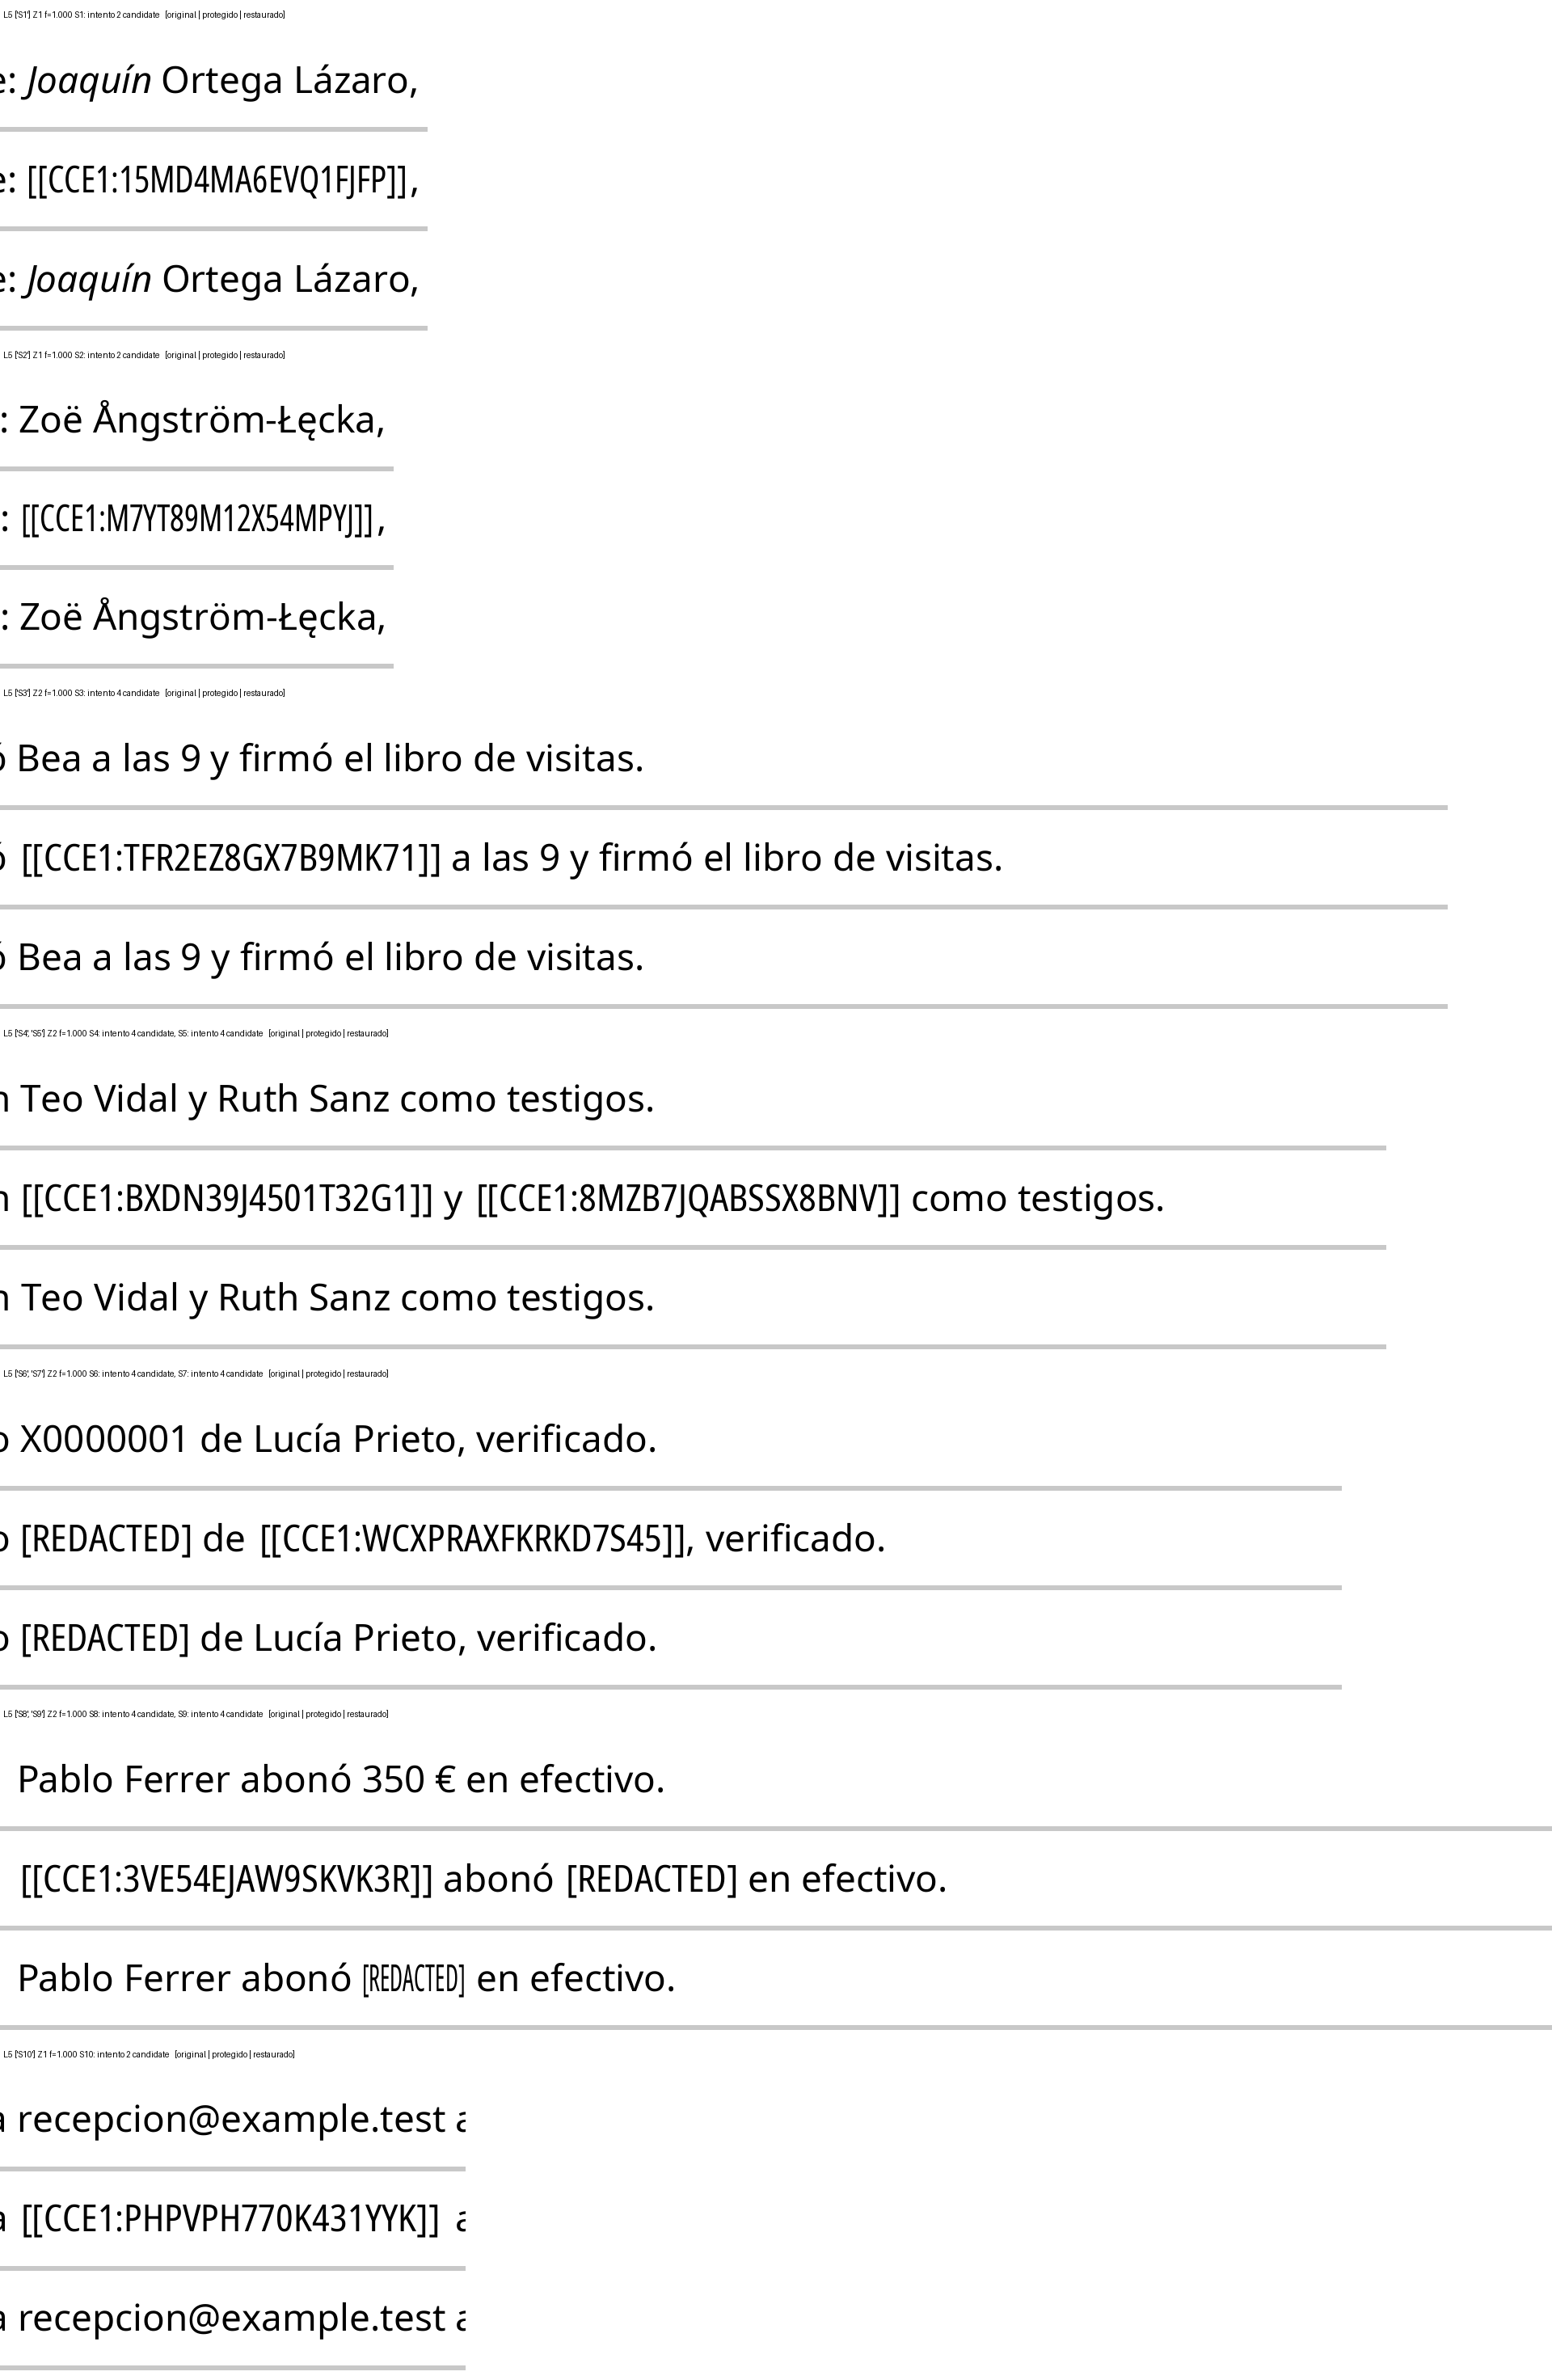 L5 ['S1'] Z1 f=1.000 S1: intento 2 candidate [original | protegido | restaurado]
e: Joaquín Ortega Lázaro,
e: [[CCE1:15MD4MA6EVQ1FJFP]],
e: Joaquín Ortega Lázaro,
L5 ['S2'] Z1 f=1.000 S2: intento 2 candidate [original | protegido | restaurado]
: Zoë Ångström-Łęcka,
: [[CCE1:M7YT89M12X54MPYJ]],
: Zoë Ångström-Łęcka,
L5 ['S3'] Z2 f=1.000 S3: intento 4 candidate [original | protegido | restaurado]
ó Bea a las 9 y firmó el libro de visitas.
ó [[CCE1:TFR2EZ8GX7B9MK71]] a las 9 y firmó el libro de visitas.
ó Bea a las 9 y firmó el libro de visitas.
L5 ['S4', 'S5'] Z2 f=1.000 S4: intento 4 candidate, S5: intento 4 candidate [original | protegido | restaurado]
n Teo Vidal y Ruth Sanz como testigos.
n [[CCE1:BXDN39J4501T32G1]] y [[CCE1:8MZB7JQABSSX8BNV]] como testigos.
n Teo Vidal y Ruth Sanz como testigos.
L5 ['S6', 'S7'] Z2 f=1.000 S6: intento 4 candidate, S7: intento 4 candidate [original | protegido | restaurado]
o X0000001 de Lucía Prieto, verificado.
o [REDACTED] de [[CCE1:WCXPRAXFKRKD7S45]], verificado.
o [REDACTED] de Lucía Prieto, verificado.
L5 ['S8', 'S9'] Z2 f=1.000 S8: intento 4 candidate, S9: intento 4 candidate [original | protegido | restaurado]
Pablo Ferrer abonó 350 € en efectivo.
[[CCE1:3VE54EJAW9SKVK3R]] abonó [REDACTED] en efectivo.
Pablo Ferrer abonó [REDACTED] en efectivo.
L5 ['S10'] Z1 f=1.000 S10: intento 2 candidate [original | protegido | restaurado]
a recepcion@example.test a
a [[CCE1:PHPVPH770K431YYK]] a
a recepcion@example.test a